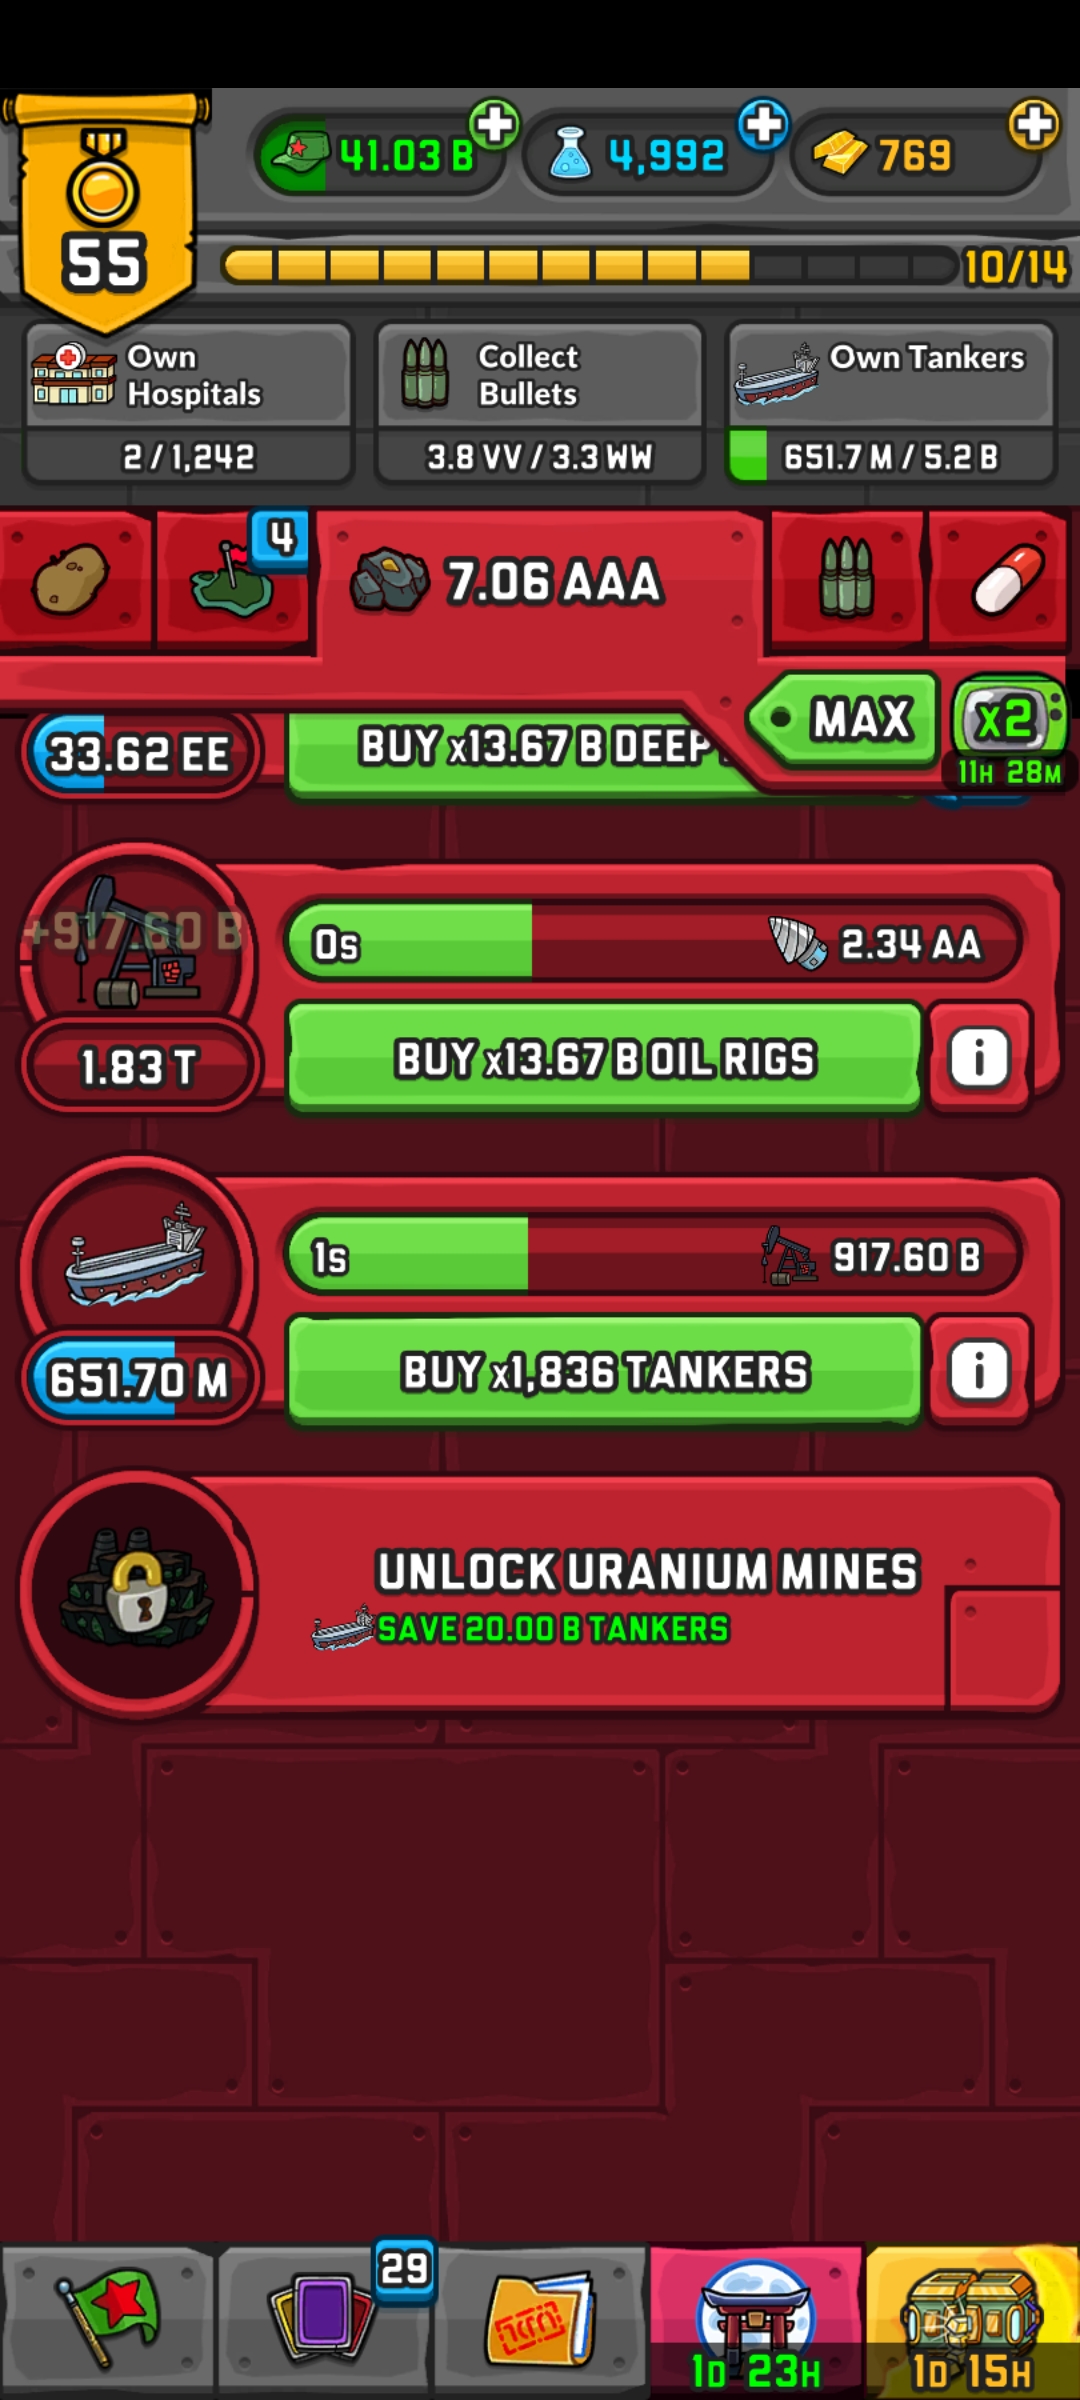 55
41.03 B
4,992
769
10/14
Own
Hospitals
2 / 1,242
Collect
Bullets
3.8 VV / 3.3 WW
Own Tankers
651.7 M / 5.2 B
4
7.06 AAA
MAX
x2
11H 28M
33.62 EE
BUY x13.67 B DEEP
+917.60 B
0s
2.34 AA
1.83 T
BUY x13.67 B OIL RIGS
i
1s
917.60 B
651.70 M
BUY x1,836 TANKERS
i
UNLOCK URANIUM MINES
SAVE 20.00 B TANKERS
29
1D 23H
1D 15H